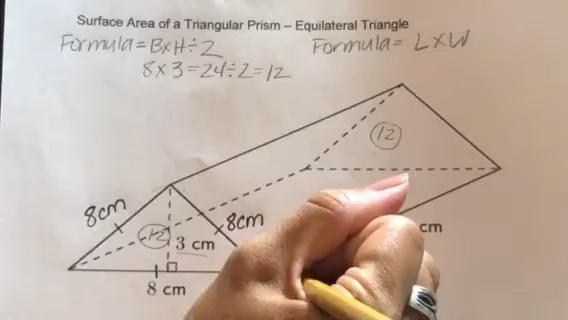 Surface Area of a Triangular Prism – Equilateral Triangle
Formula = B x H ÷ 2
Formula = L x W
8 x 3 = 24 ÷ 2 = 12
12
8cm
12
8cm
3 cm
cm
8 cm